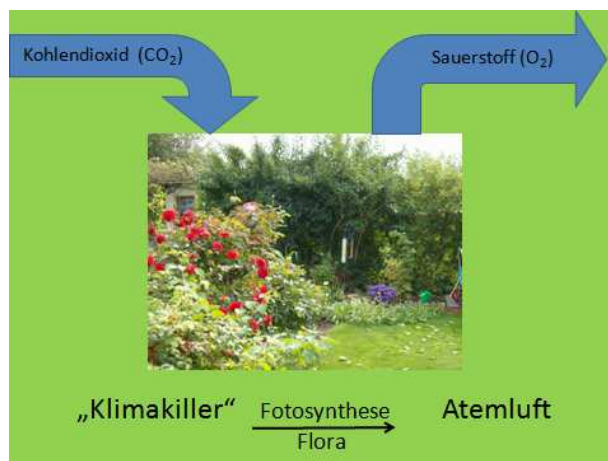 Kohlendioxid (CO₂)
Sauerstoff (O₂)
„Klimakiller“ Fotosynthese Atemluft
Flora